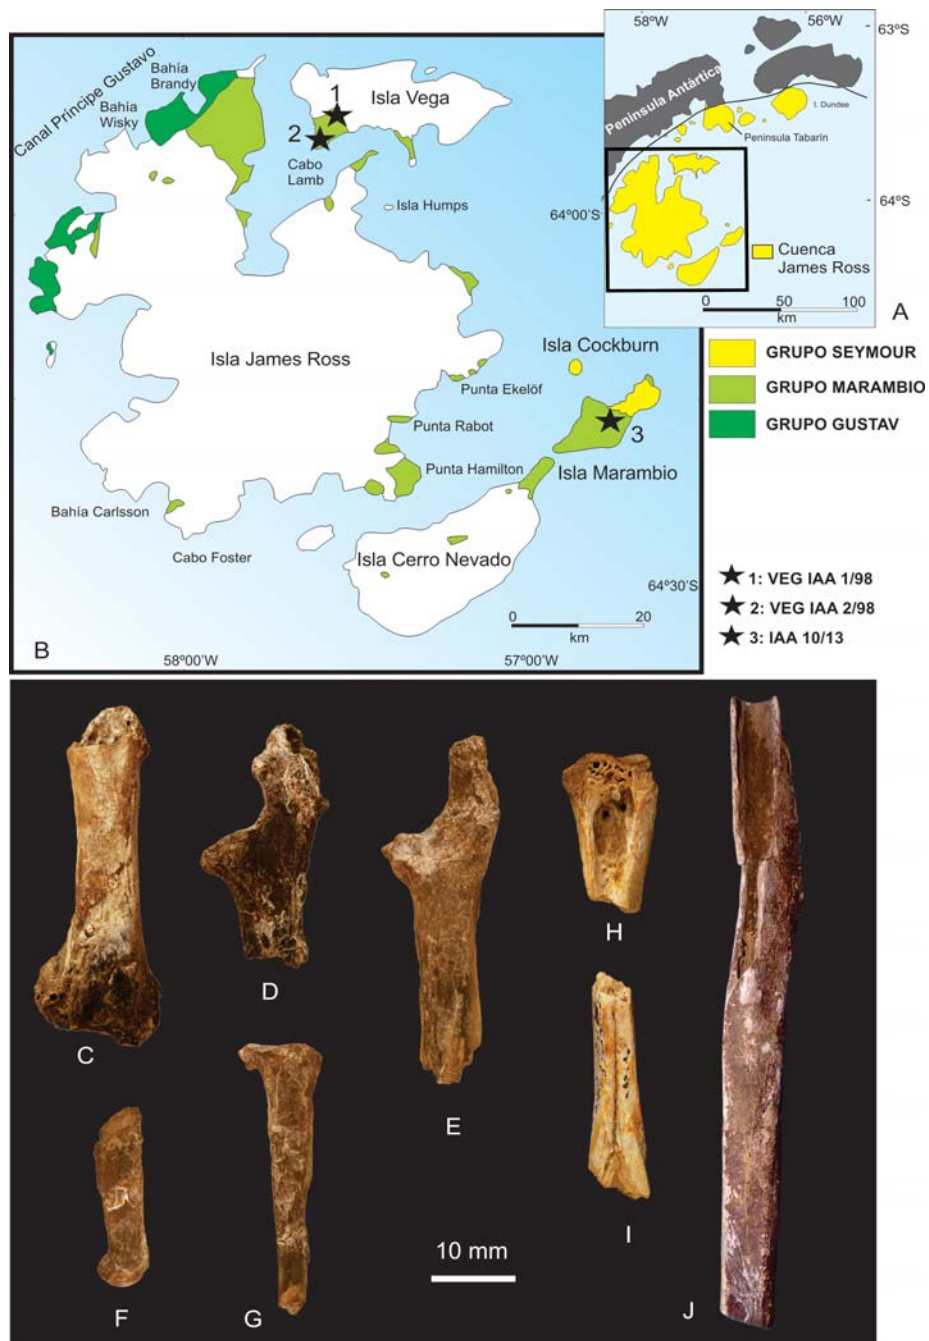 58ºW
56ºW
63ºS
Península Antártica
I. Dundee
Peninsula Tabarin
64ºS
Cuenca
James Ross
0 50 100
km
A
Canal Príncipe Gustavo
Bahía
Brandy
Bahía
Wisky
1
Isla Vega
2
Cabo
Lamb
Isla Humps
64º00'S
Isla James Ross
Isla Cockburn
Punta Ekelöf
Punta Rabot
3
Punta Hamilton
Isla Marambio
Bahía Carlsson
Cabo Foster
Isla Cerro Nevado
64º30'S
0 20
km
B
58º00'W
57º00'W
GRUPO SEYMOUR
GRUPO MARAMBIO
GRUPO GUSTAV
1: VEG IAA 1/98
2: VEG IAA 2/98
3: IAA 10/13
C
D
E
F
G
H
I
J
10 mm